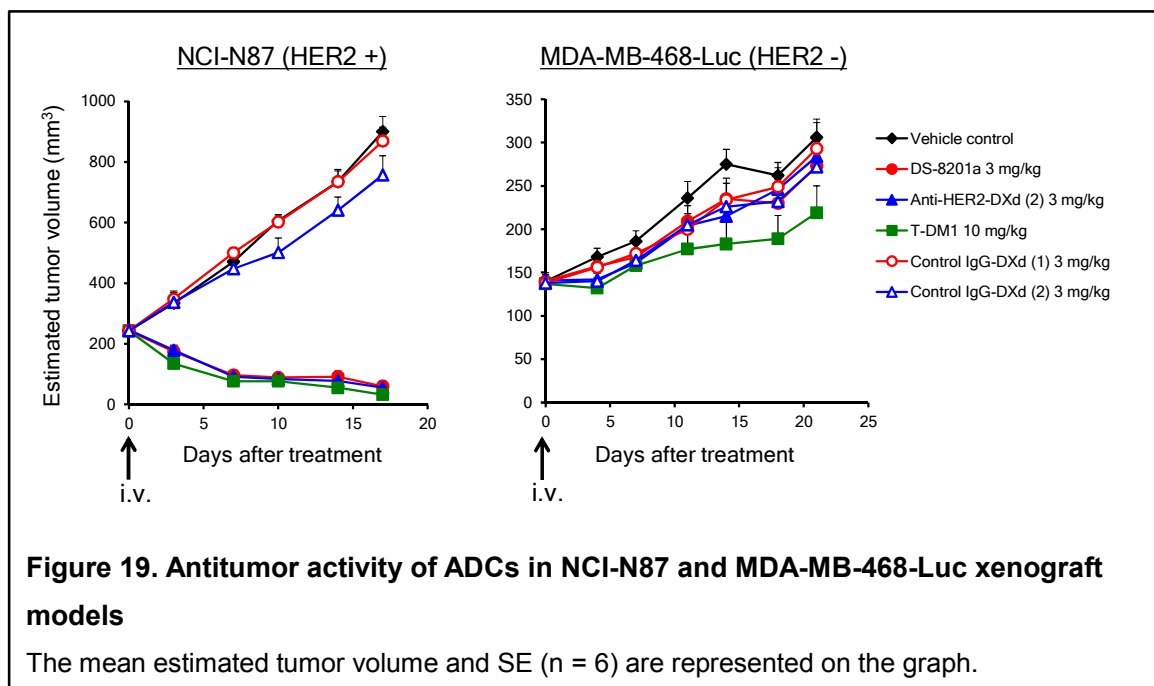 NCI-N87 (HER2 +)
1000
800
600
400
200
0
0 5 10 15 20
Estimated tumor volume (mm³)
Days after treatment
i.v.
MDA-MB-468-Luc (HER2 -)
350
300
250
200
150
100
50
0
0 5 10 15 20 25
Days after treatment
i.v.
Vehicle control
DS-8201a 3 mg/kg
Anti-HER2-DXd (2) 3 mg/kg
T-DM1 10 mg/kg
Control IgG-DXd (1) 3 mg/kg
Control IgG-DXd (2) 3 mg/kg
Figure 19. Antitumor activity of ADCs in NCI-N87 and MDA-MB-468-Luc xenograft
models
The mean estimated tumor volume and SE (n = 6) are represented on the graph.